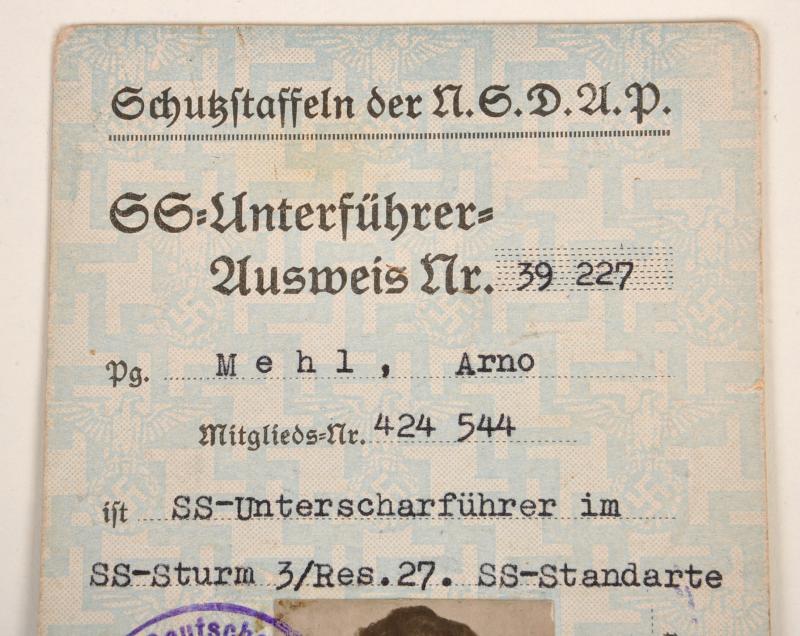 Schutzstaffeln der N.S.D.A.P.
SS-Unterführer-
Ausweis Nr. 39 227
Pg. Mehl, Arno
Mitglieds-Nr. 424 544
ist SS-Unterscharführer im
SS-Sturm 3/Res.27. SS-Standarte
Deutsche